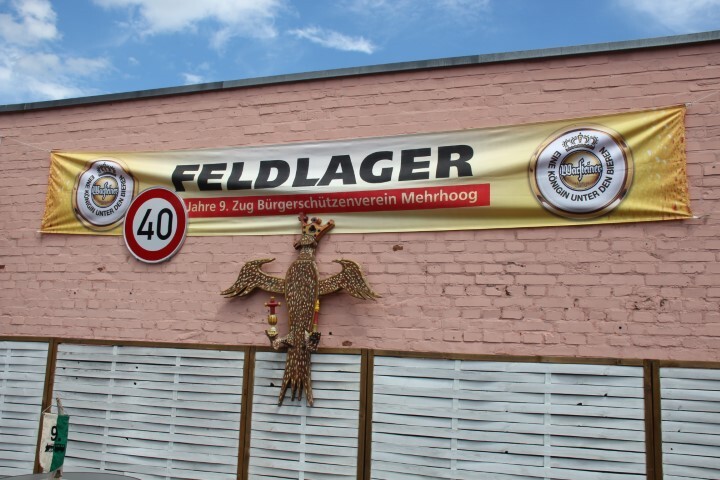 FELDLAGER
40
Jahre 9. Zug Bürgerschützenverein Mehrhoog
Warsteiner
EINE KÖNIGIN UNTER DEN BIEREN
Warsteiner
EINE KÖNIGIN UNTER DEN BIEREN
9